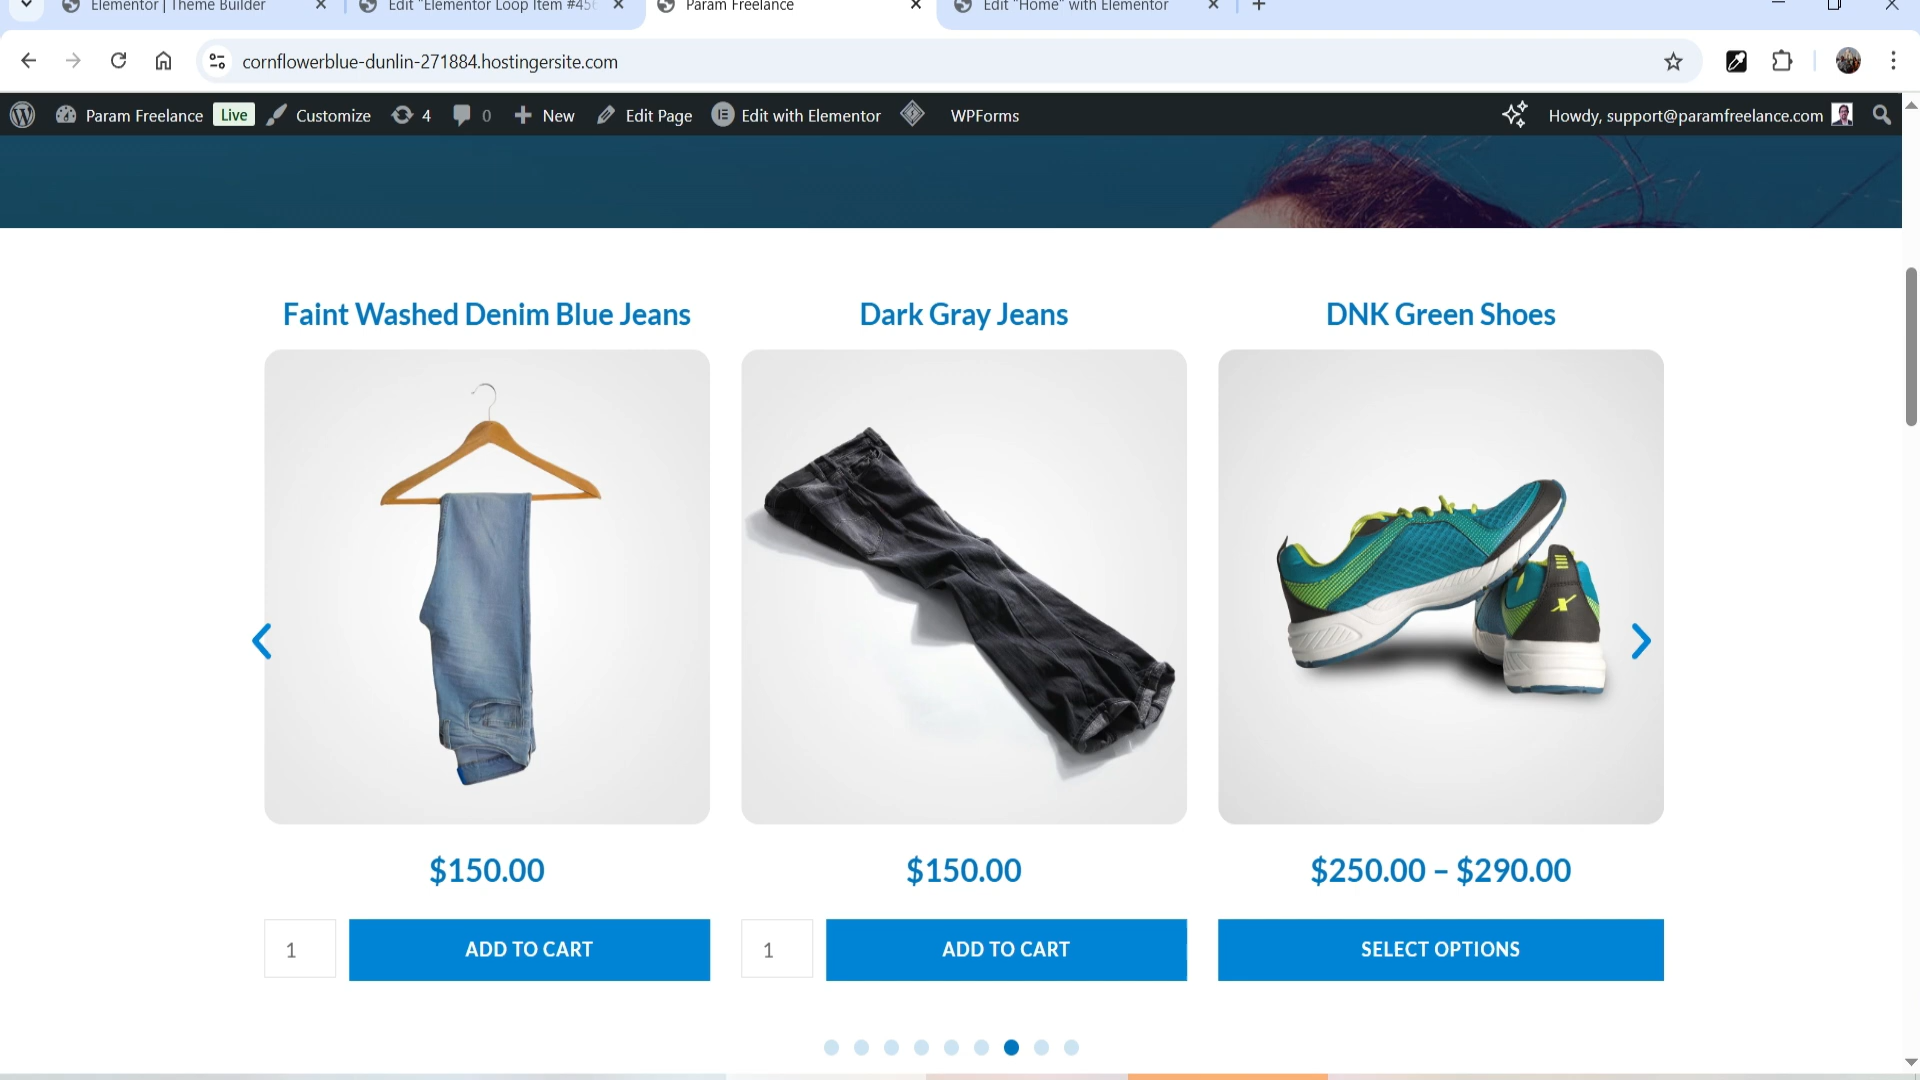 Elementor | Theme Builder
Edit "Elementor Loop Item #456
Param Freelance
Edit "Home" with Elementor
cornflowerblue-dunlin-271884.hostingersite.com
Param Freelance Live Customize 4 0 New Edit Page Edit with Elementor WPForms Howdy, support@paramfreelance.com
Faint Washed Denim Blue Jeans
Dark Gray Jeans
DNK Green Shoes
$150.00
$150.00
$250.00 – $290.00
1 ADD TO CART
1 ADD TO CART
SELECT OPTIONS